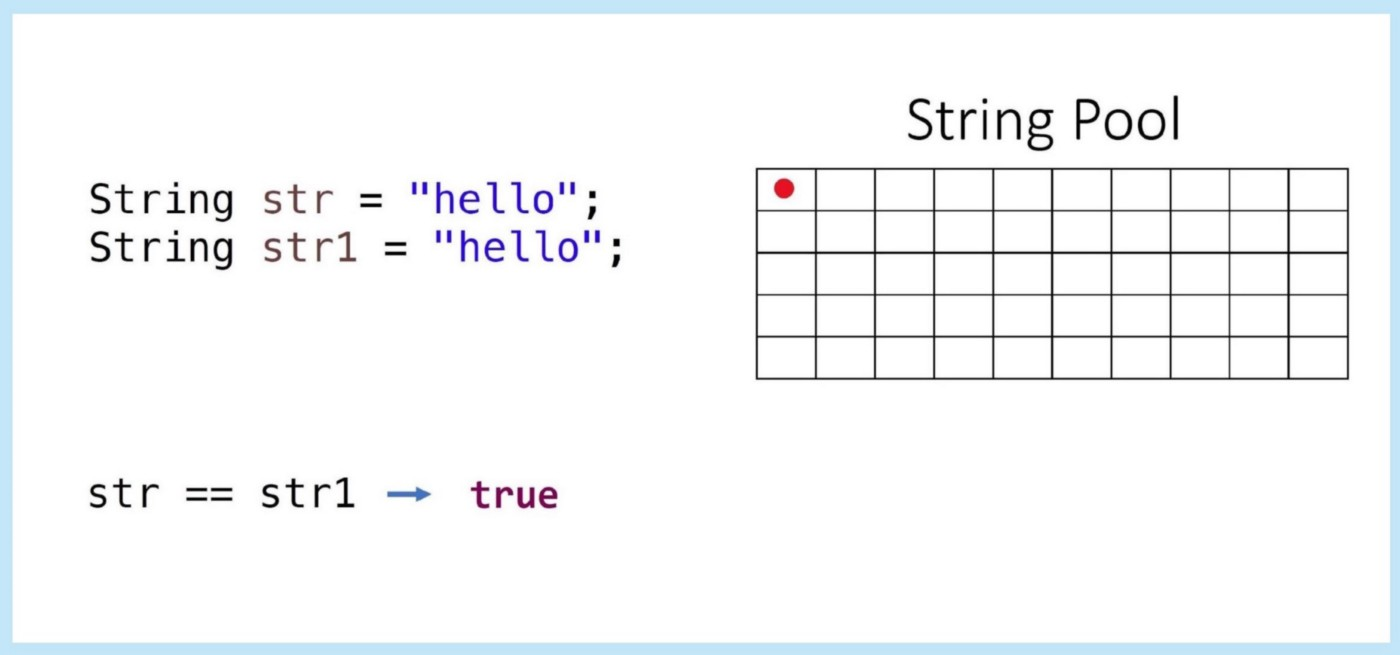 String Pool
String str = "hello";
String str1 = "hello";
str == str1 → true